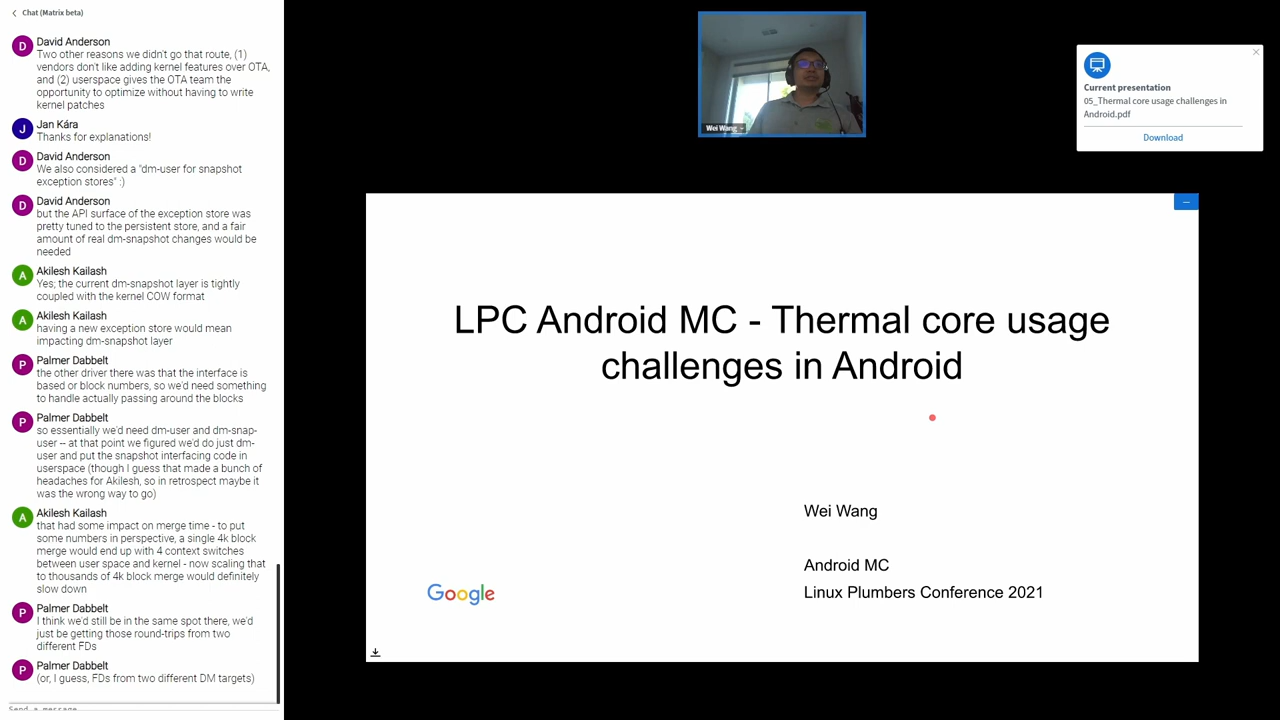 Chat (Matrix beta)
David Anderson
Two other reasons we didn't go that route, (1)
vendors don't like adding kernel features over OTA,
and (2) userspace gives the OTA team the
opportunity to optimize without having to write
kernel patches
Jan Kára
Thanks for explanations!
David Anderson
We also considered a "dm-user for snapshot
exception stores" :)
David Anderson
but the API surface of the exception store was
pretty tuned to the persistent store, and a fair
amount of real dm-snapshot changes would be
needed
Akilesh Kailash
Yes; the current dm-snapshot layer is tightly
coupled with the kernel COW format
Akilesh Kailash
having a new exception store would mean
impacting dm-snapshot layer
Palmer Dabbelt
the other driver there was that the interface is
based or block numbers, so we'd need something
to handle actually passing around the blocks
Palmer Dabbelt
so essentially we'd need dm-user and dm-snap-
user -- at that point we figured we'd do just dm-
user and put the snapshot interfacing code in
userspace (though I guess that made a bunch of
headaches for Akilesh, so in retrospect maybe it
was the wrong way to go)
Akilesh Kailash
that had some impact on merge time - to put
some numbers in perspective, a single 4k block
merge would end up with 4 context switches
between user space and kernel - now scaling that
to thousands of 4k block merge would definitely
slow down
Palmer Dabbelt
I think we'd still be in the same spot there, we'd
just be getting those round-trips from two
different FDs
Palmer Dabbelt
(or, I guess, FDs from two different DM targets)
Send a message
Wei Wang
Current presentation
05_Thermal core usage challenges in
Android.pdf
Download
LPC Android MC - Thermal core usage
challenges in Android
Wei Wang
Android MC
Linux Plumbers Conference 2021
Google
D
J
D
D
A
A
P
P
A
P
P